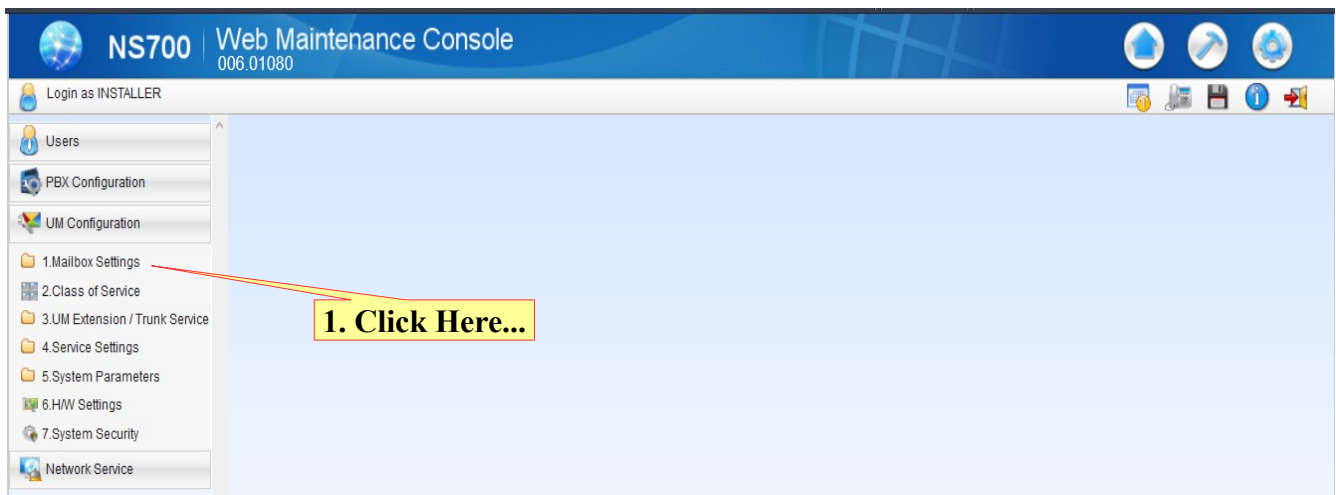 NS700 Web Maintenance Console
006.01080
Login as INSTALLER
Users
PBX Configuration
UM Configuration
1.Mailbox Settings
2.Class of Service
3.UM Extension / Trunk Service
4.Service Settings
5.System Parameters
6.H/W Settings
7.System Security
Network Service
1. Click Here...